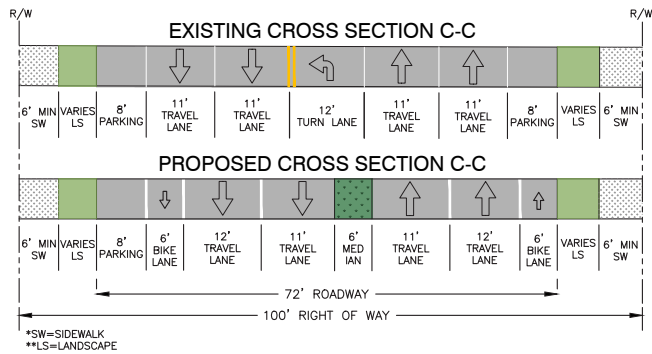 R/W
R/W
EXISTING CROSS SECTION C-C
6' MIN SW
VARIES LS
8' PARKING
11' TRAVEL LANE
11' TRAVEL LANE
12' TURN LANE
11' TRAVEL LANE
11' TRAVEL LANE
8' PARKING
VARIES LS
6' MIN SW
PROPOSED CROSS SECTION C-C
6' MIN SW
VARIES LS
8' PARKING
6' BIKE LANE
12' TRAVEL LANE
11' TRAVEL LANE
6' MED IAN
11' TRAVEL LANE
12' TRAVEL LANE
6' BIKE LANE
VARIES LS
6' MIN SW
72' ROADWAY
100' RIGHT OF WAY
*SW=SIDEWALK
**LS=LANDSCAPE